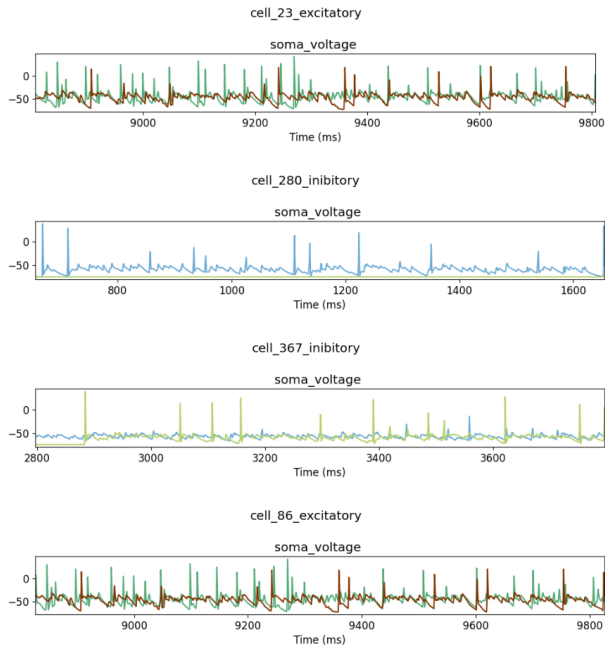 cell_23_excitatory
soma_voltage
0
−50
9000 9200 9400 9600 9800
Time (ms)
cell_280_inibitory
soma_voltage
0
−50
800 1000 1200 1400 1600
Time (ms)
cell_367_inibitory
soma_voltage
0
−50
2800 3000 3200 3400 3600
Time (ms)
cell_86_excitatory
soma_voltage
0
−50
9000 9200 9400 9600 9800
Time (ms)